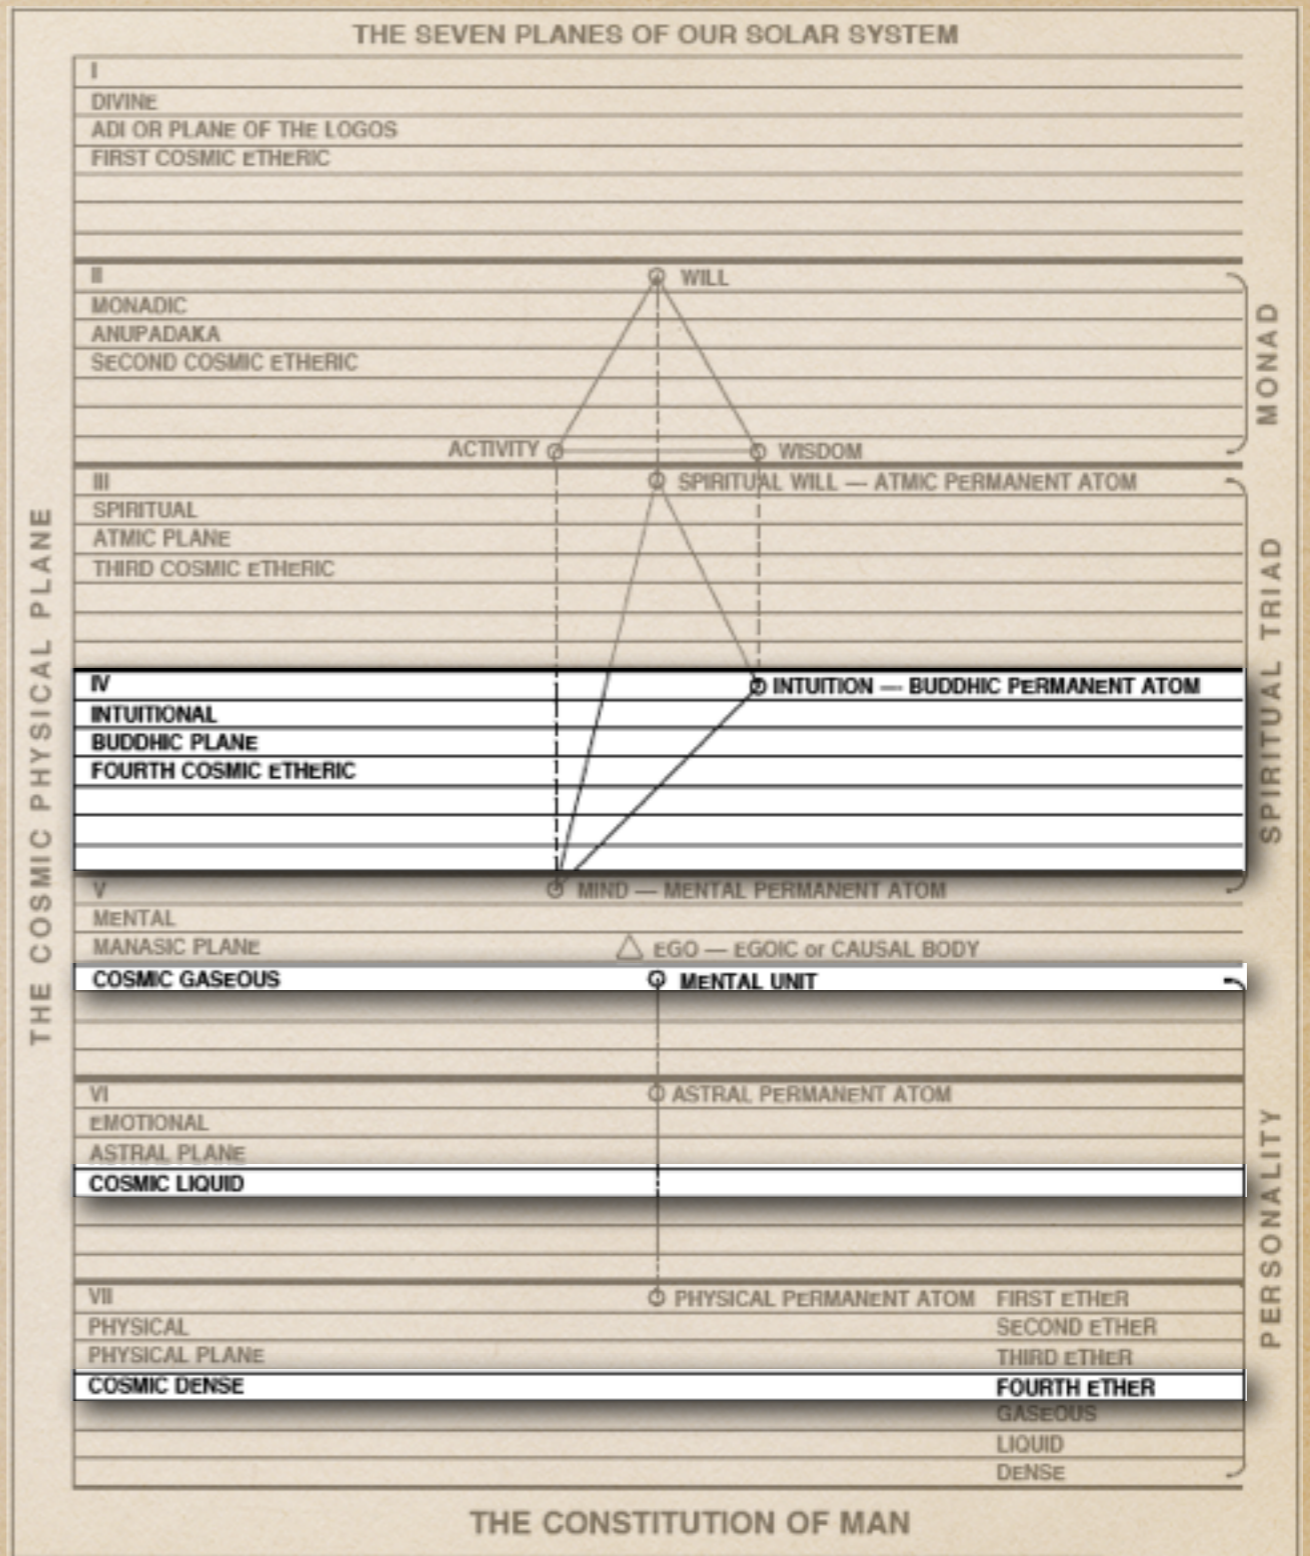 THE SEVEN PLANES OF OUR SOLAR SYSTEM
I
DIVINE
ADI OR PLANE OF THE LOGOS
FIRST COSMIC ETHERIC
II
WILL
MONADIC
ANUPADAKA
SECOND COSMIC ETHERIC
ACTIVITY
WISDOM
MONAD
III
SPIRITUAL WILL — ATMIC PERMANENT ATOM
SPIRITUAL
ATMIC PLANE
THIRD COSMIC ETHERIC
IV
INTUITION — BUDDHIC PERMANENT ATOM
INTUITIONAL
BUDDHIC PLANE
FOURTH COSMIC ETHERIC
SPIRITUAL TRIAD
V
MIND — MENTAL PERMANENT ATOM
MENTAL
MANASIC PLANE
EGO — EGOIC or CAUSAL BODY
COSMIC GASEOUS
MENTAL UNIT
VI
ASTRAL PERMANENT ATOM
EMOTIONAL
ASTRAL PLANE
COSMIC LIQUID
VII
PHYSICAL PERMANENT ATOM
FIRST ETHER
PHYSICAL
SECOND ETHER
PHYSICAL PLANE
THIRD ETHER
COSMIC DENSE
FOURTH ETHER
GASEOUS
LIQUID
DENSE
PERSONALITY
THE COSMIC PHYSICAL PLANE
THE CONSTITUTION OF MAN